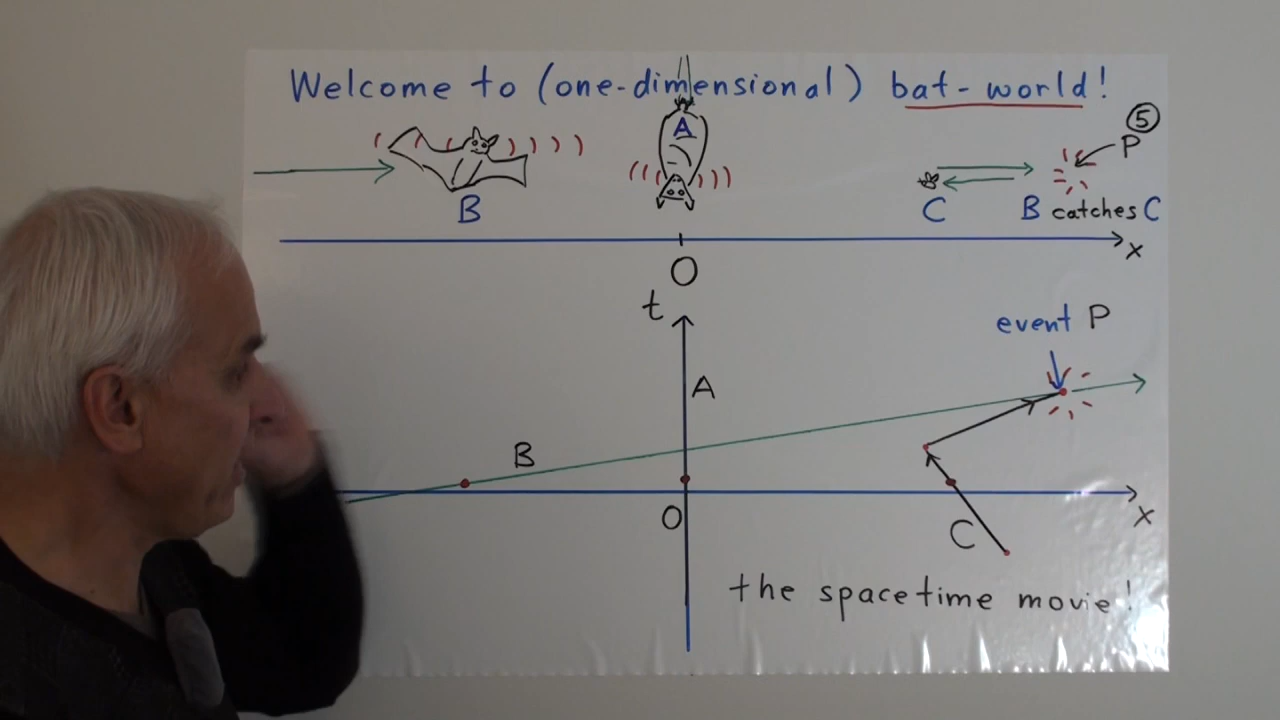 Welcome to (one-dimensional) bat-world!
5
A
P
B
C
B catches C
x
O
t
event P
A
B
O
x
C
the spacetime movie!